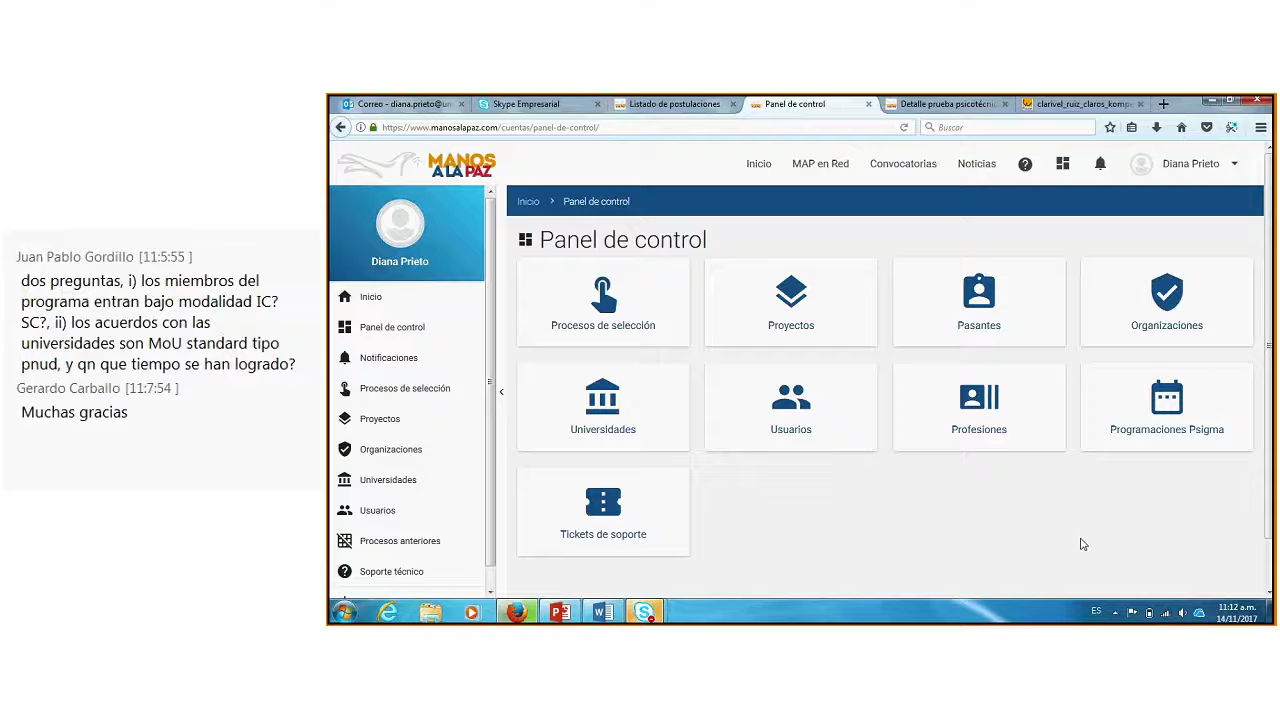 Juan Pablo Gordillo [11:5:55 ]
dos preguntas, i) los miembros del
programa entran bajo modalidad IC?
SC?, ii) los acuerdos con las
universidades son MoU standard tipo
pnud, y qn que tiempo se han logrado?
Gerardo Carballo [11:7:54 ]
Muchas gracias
Correo - diana.prieto@un
Skype Empresarial
Listado de postulaciones
Panel de control
Detalle prueba psicotécni
clarivel_ruiz_claros_kompe
https://www.manosalapaz.com/cuentas/panel-de-control/
Buscar
MANOS
A LA PAZ
Inicio
MAP en Red
Convocatorias
Noticias
Diana Prieto
Diana Prieto
Inicio
Panel de control
Notificaciones
Procesos de selección
Proyectos
Organizaciones
Universidades
Usuarios
Procesos anteriores
Soporte técnico
Inicio > Panel de control
Panel de control
Procesos de selección
Proyectos
Pasantes
Organizaciones
Universidades
Usuarios
Profesiones
Programaciones Psigma
Tickets de soporte
ES
11:12 a.m.
14/11/2017